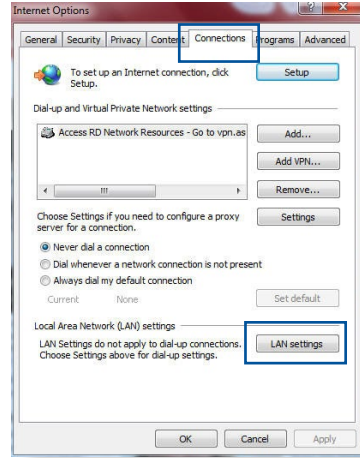 Internet Options
General Security Privacy Content Connections Programs Advanced
To set up an Internet connection, click
Setup.
Setup
Dial-up and Virtual Private Network settings
Access RD Network Resources - Go to vpn.as
Add...
Add VPN...
Remove...
Choose Settings if you need to configure a proxy
server for a connection.
Settings
Never dial a connection
Dial whenever a network connection is not present
Always dial my default connection
Current None
Set default
Local Area Network (LAN) settings
LAN Settings do not apply to dial-up connections.
Choose Settings above for dial-up settings.
LAN settings
OK Cancel Apply